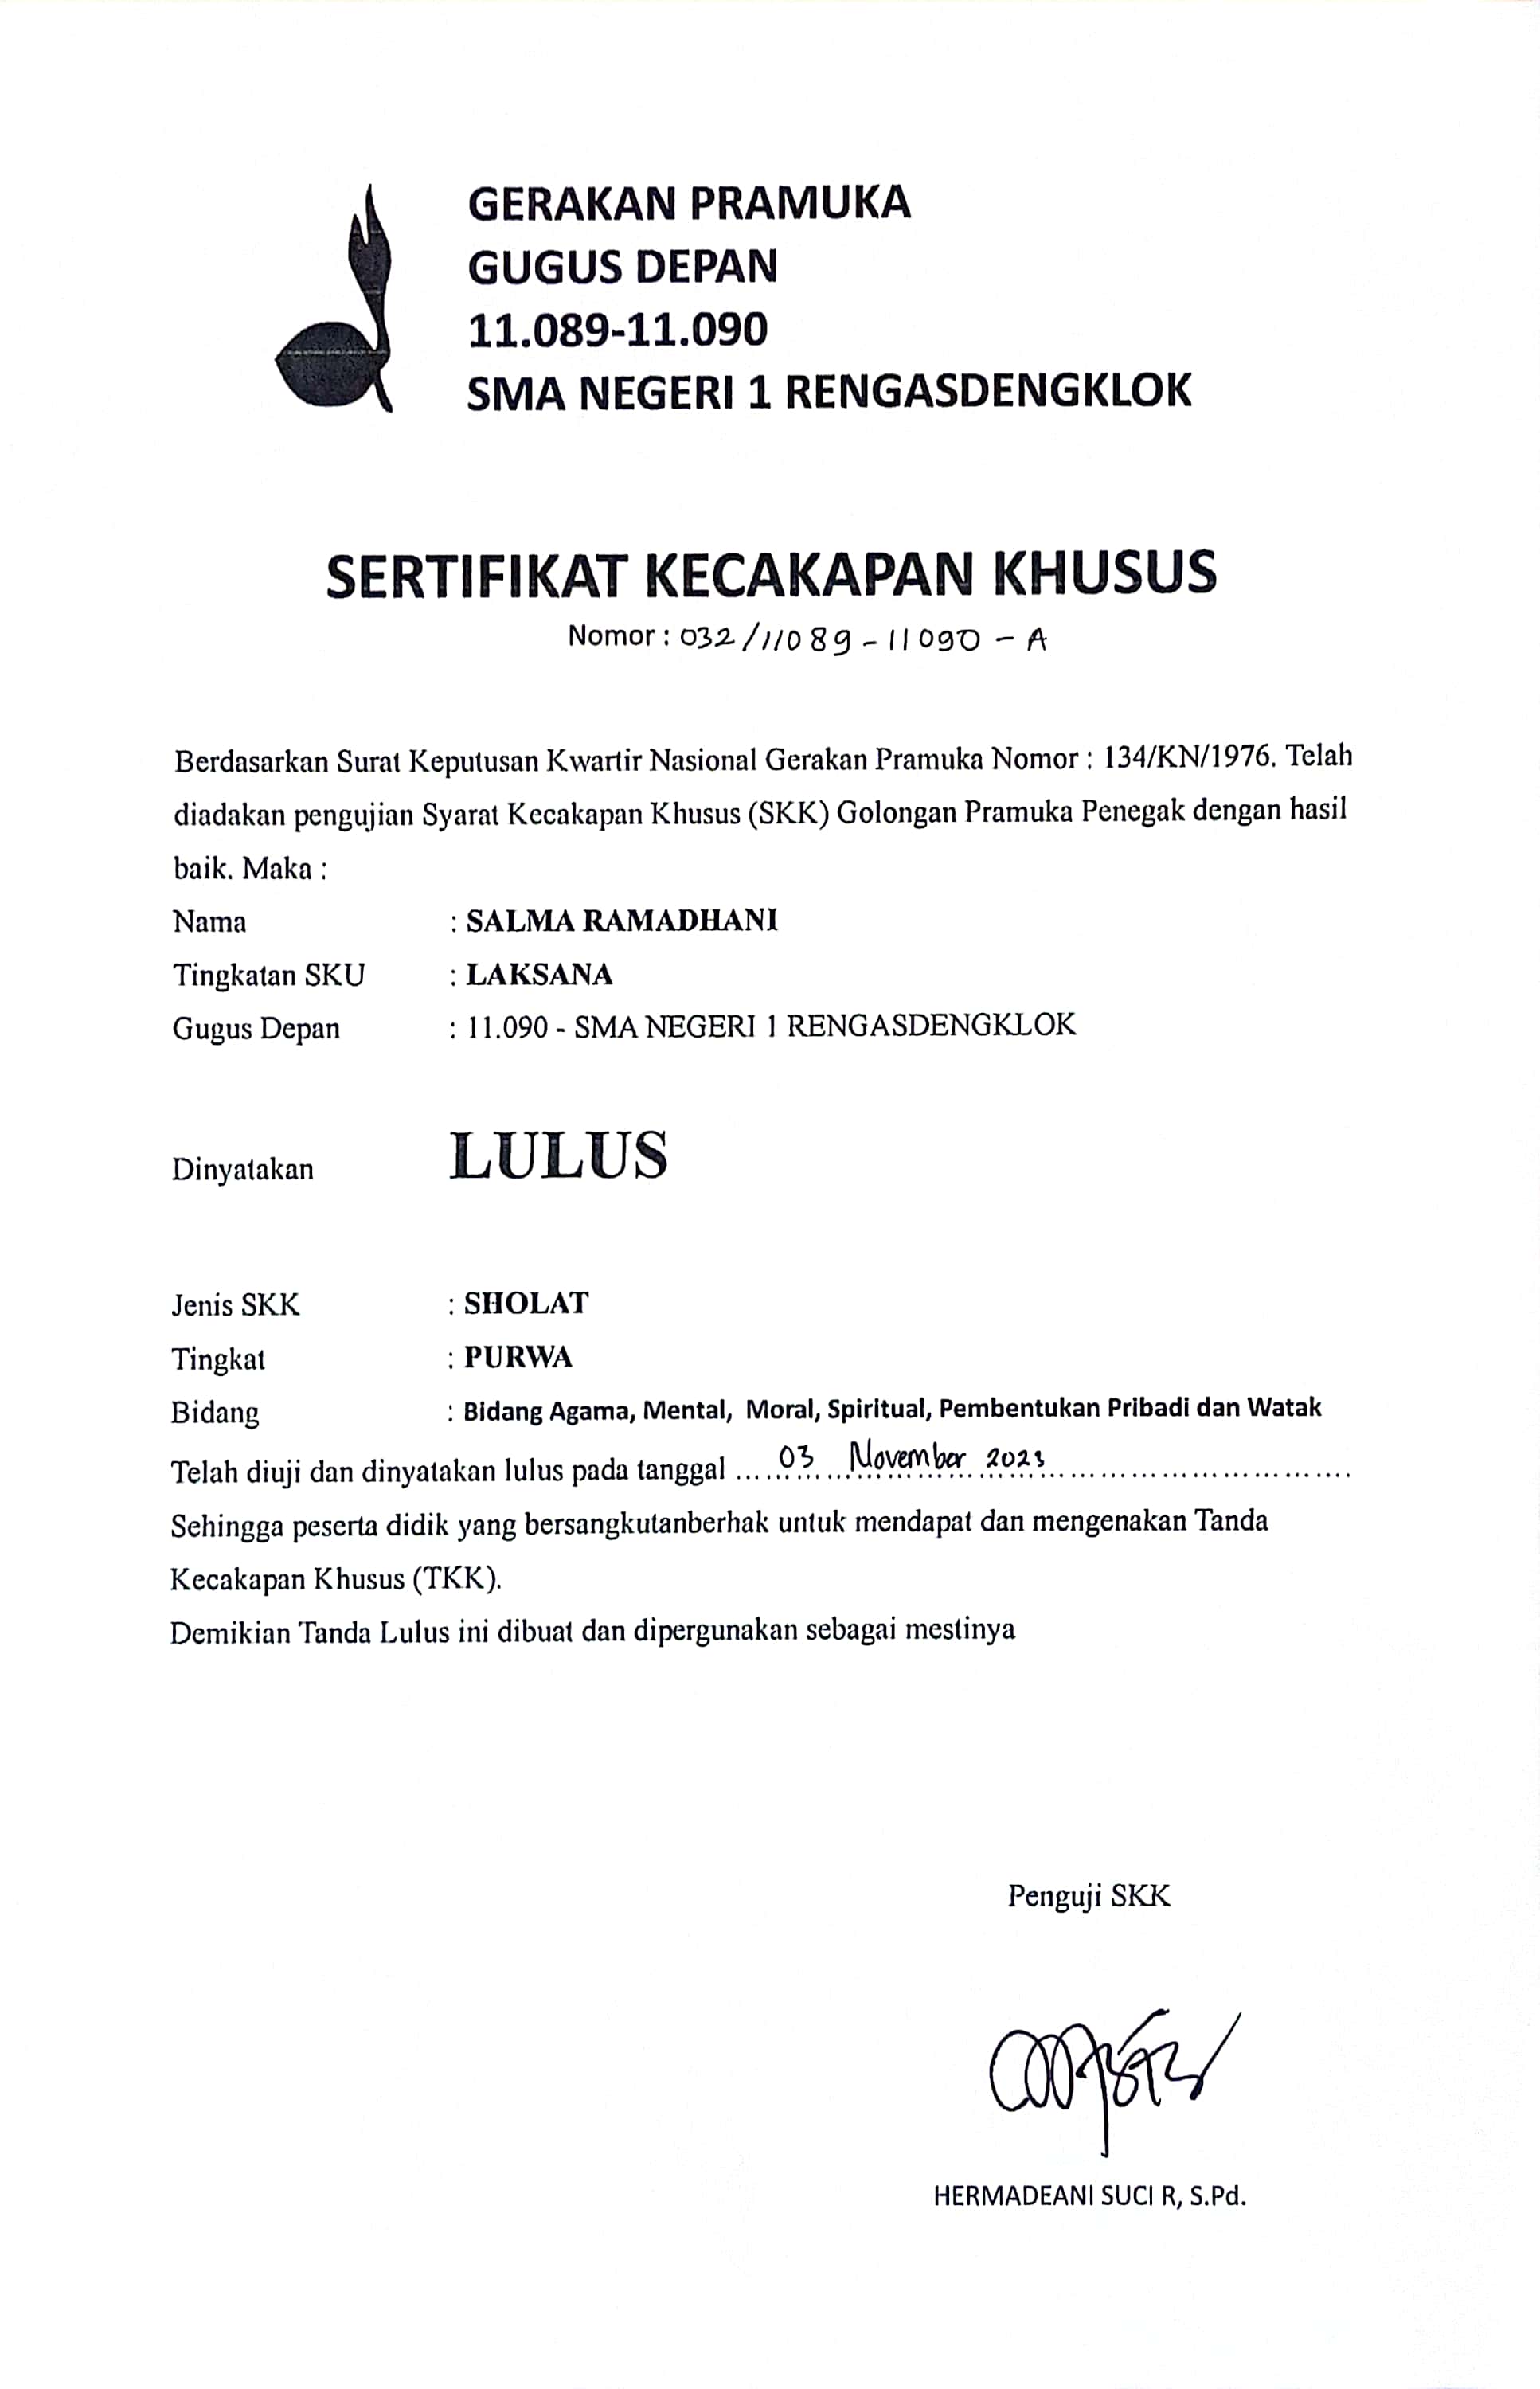 GERAKAN PRAMUKA
GUGUS DEPAN
11.089-11.090
SMA NEGERI 1 RENGASDENGKLOK
SERTIFIKAT KECAKAPAN KHUSUS
Nomor : 032/11089-11090-A
Berdasarkan Surat Keputusan Kwartir Nasional Gerakan Pramuka Nomor : 134/KN/1976. Telah
diadakan pengujian Syarat Kecakapan Khusus (SKK) Golongan Pramuka Penegak dengan hasil
baik. Maka :
Nama : SALMA RAMADHANI
Tingkatan SKU : LAKSANA
Gugus Depan : 11.090 - SMA NEGERI 1 RENGASDENGKLOK
Dinyatakan LULUS
Jenis SKK : SHOLAT
Tingkat : PURWA
Bidang : Bidang Agama, Mental, Moral, Spiritual, Pembentukan Pribadi dan Watak
Telah diuji dan dinyatakan lulus pada tanggal ... 03 November 2023 ...
Sehingga peserta didik yang bersangkutanberhak untuk mendapat dan mengenakan Tanda
Kecakapan Khusus (TKK).
Demikian Tanda Lulus ini dibuat dan dipergunakan sebagai mestinya
Penguji SKK
HERMADEANI SUCI R, S.Pd.